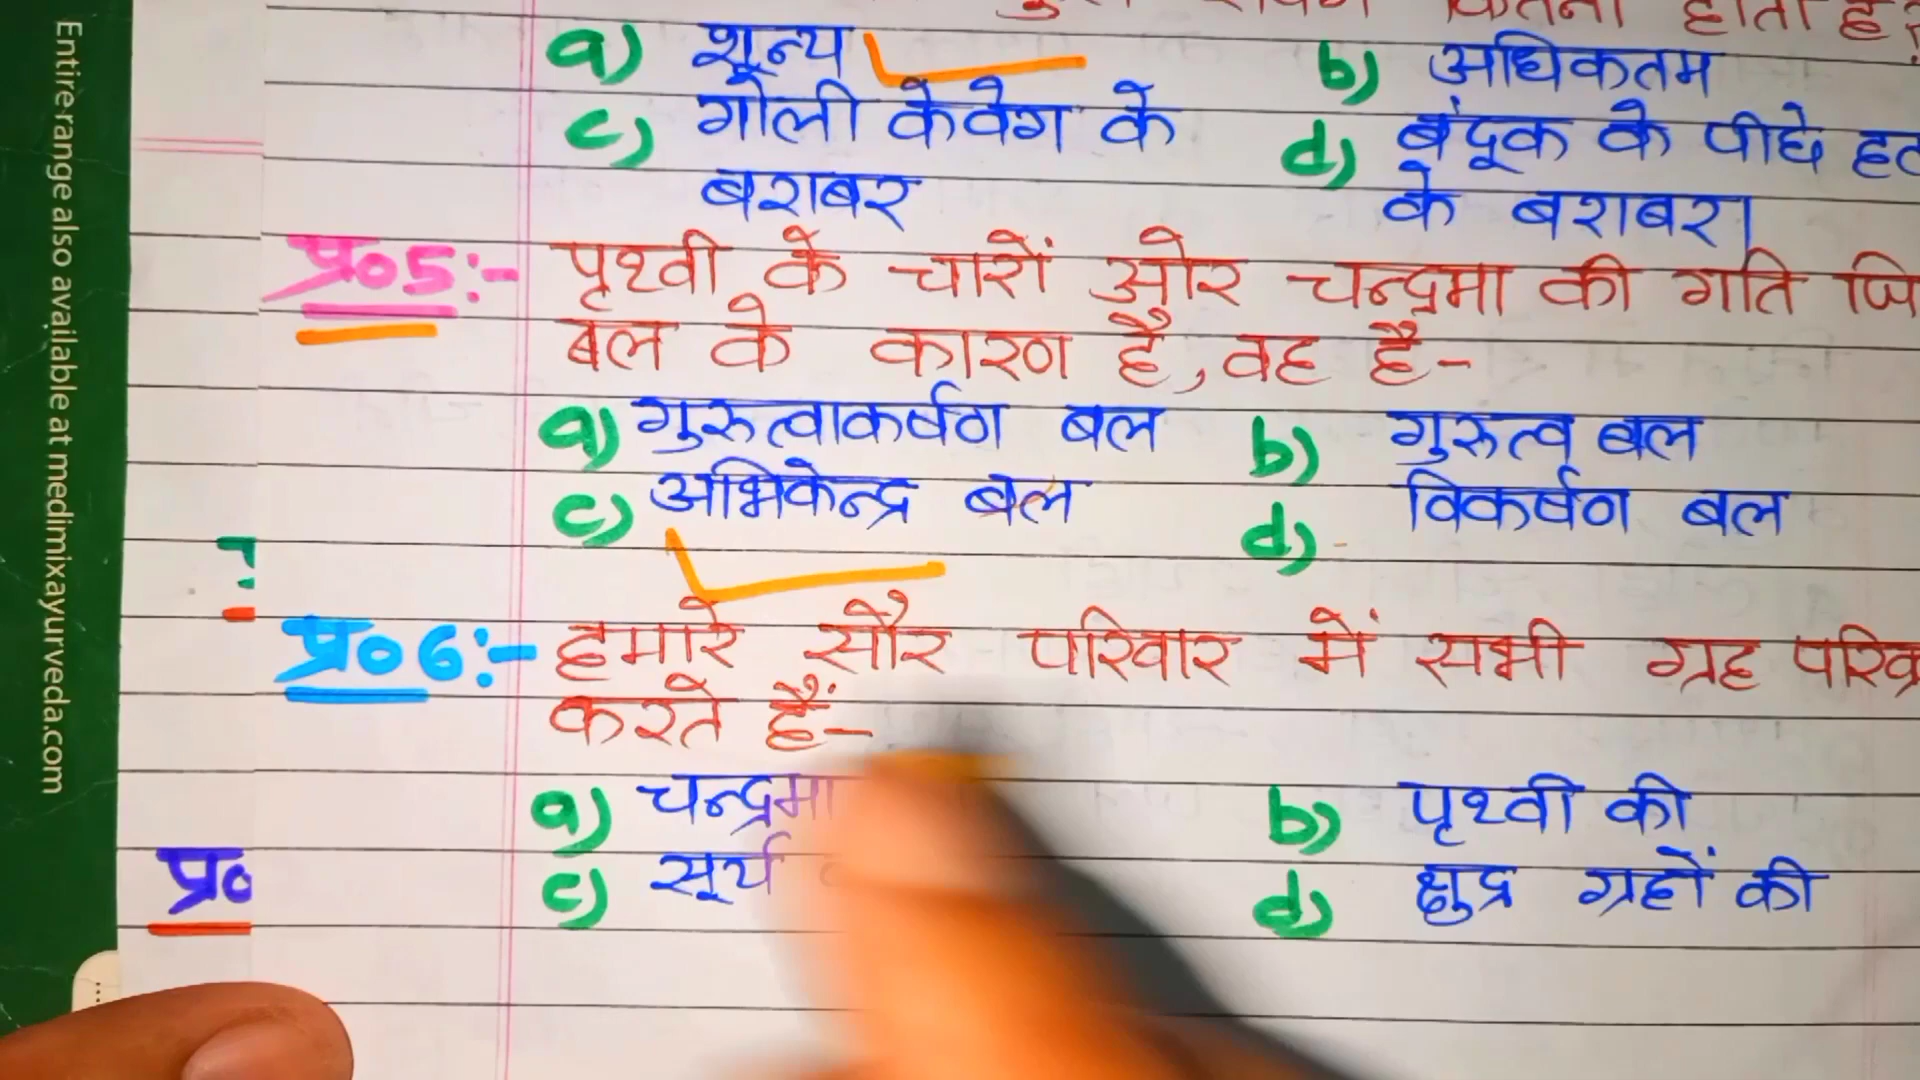 कितना होता है?
a) शून्य b) अधिकतम
c) गोली के वेग के d) बंदूक के पीछे
बराबर के बराबर।
प्र०5:- पृथ्वी के चारों ओर चन्द्रमा की गति
बल के कारण है, वह है-
a) गुरुत्वाकर्षण बल b) गुरुत्व बल
c) अभिकेन्द्र बल d) विकर्षण बल
?
प्र०6:- हमारे सौर परिवार में सभी ग्रह
करते हैं-
a) चन्द्रमा b) पृथ्वी की
c) सूर्य d) क्षुद्र ग्रहों की
प्र०
Entire range also available at medimixayurveda.com